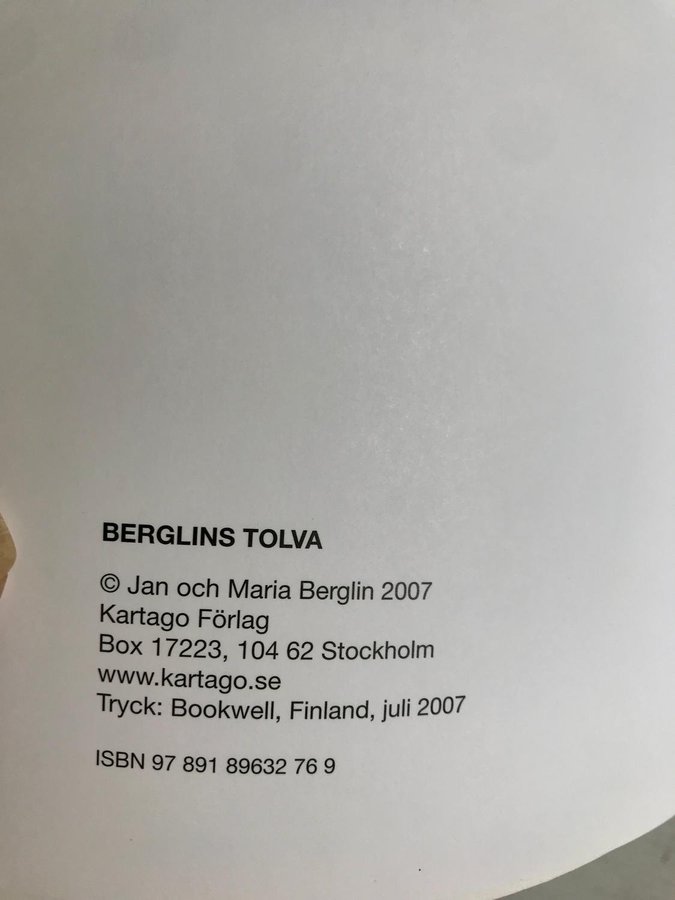 BERGLINS TOLVA
© Jan och Maria Berglin 2007
Kartago Förlag
Box 17223, 104 62 Stockholm
www.kartago.se
Tryck: Bookwell, Finland, juli 2007
ISBN 97 891 89632 76 9